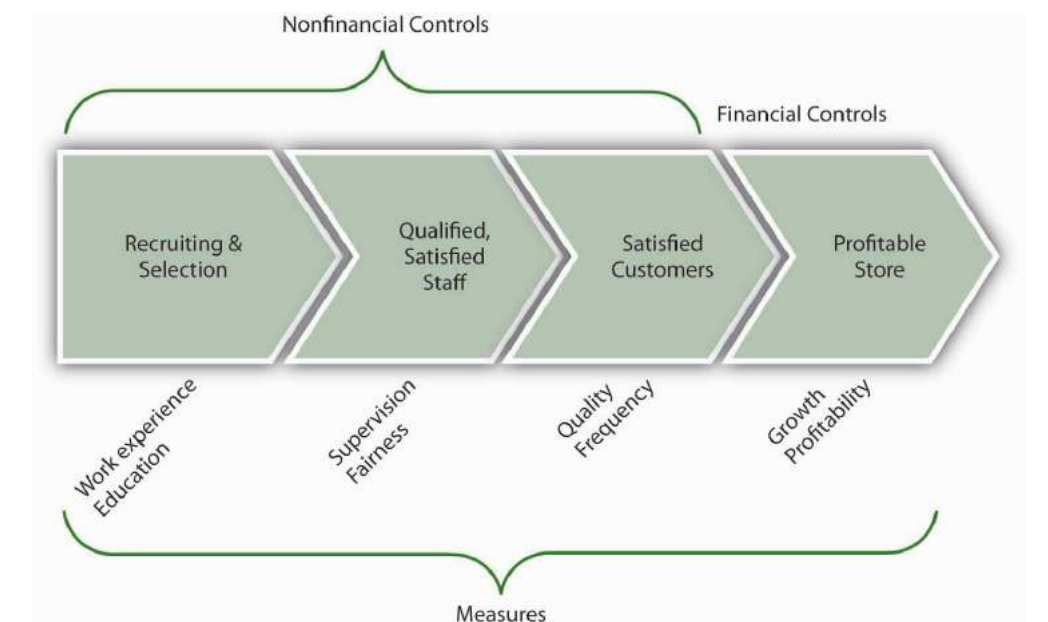 Nonfinancial Controls
Financial Controls
Recruiting &
Selection
Qualified,
Satisfied
Staff
Satisfied
Customers
Profitable
Store
Work experience
Education
Supervision
Fairness
Quality
Frequency
Growth
Profitability
Measures